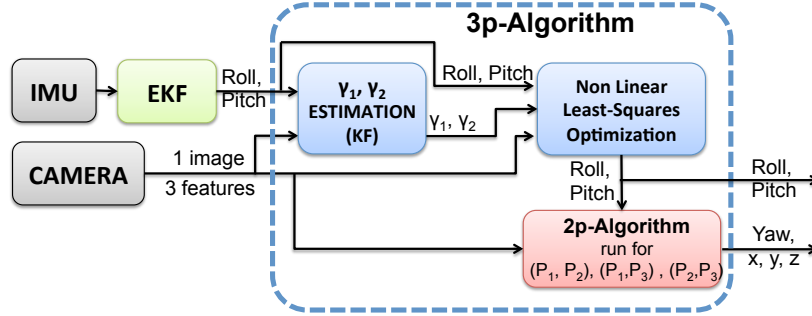 3p-Algorithm
IMU
EKF
Roll,
Pitch
γ₁, γ₂
ESTIMATION
(KF)
Roll, Pitch
γ₁, γ₂
Non Linear
Least-Squares
Optimization
CAMERA
1 image
3 features
Roll,
Pitch
Roll,
Pitch
2p-Algorithm
run for
(P₁, P₂), (P₁,P₃) , (P₂,P₃)
Yaw,
x, y, z